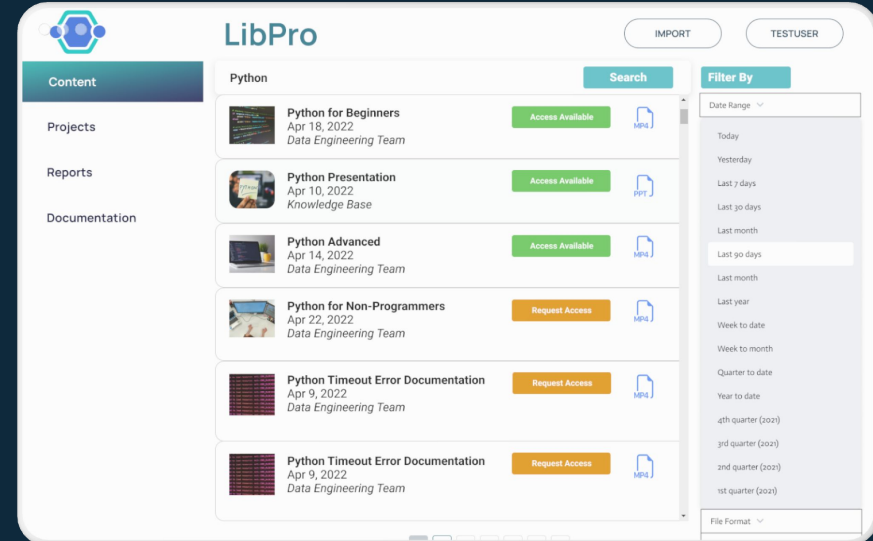 LibPro
IMPORT
TESTUSER
Content
Projects
Reports
Documentation
Python
Search
Python for Beginners
Apr 18, 2022
Data Engineering Team
Access Available
MP4
Python Presentation
Apr 10, 2022
Knowledge Base
Access Available
PPT
Python Advanced
Apr 14, 2022
Data Engineering Team
Access Available
MP4
Python for Non-Programmers
Apr 22, 2022
Data Engineering Team
Request Access
MP4
Python Timeout Error Documentation
Apr 9, 2022
Data Engineering Team
Request Access
MP4
Python Timeout Error Documentation
Apr 9, 2022
Data Engineering Team
Request Access
MP4
Filter By
Date Range
Today
Yesterday
Last 7 days
Last 30 days
Last month
Last 90 days
Last month
Last year
Week to date
Week to month
Quarter to date
Year to date
4th quarter (2021)
3rd quarter (2021)
2nd quarter (2021)
1st quarter (2021)
File Format